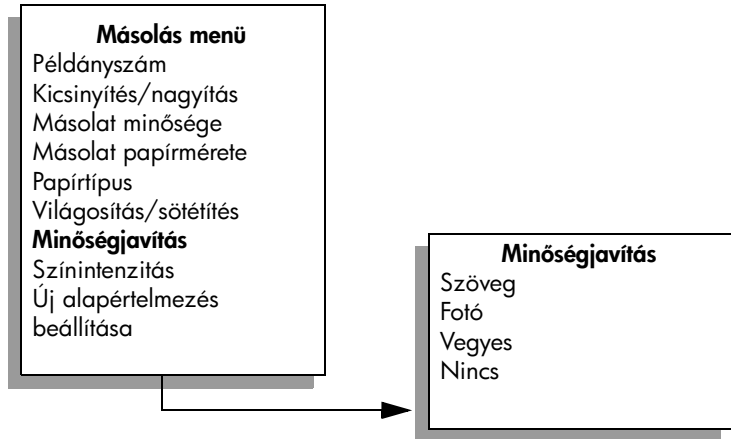 Másolás menü
Példányszám
Kicsinyítés/nagyítás
Másolat minősége
Másolat papírmérete
Papírtípus
Világosítás/sötétítés
Minőségjavítás
Színintenzitás
Új alapértelmezés
beállítása
Minőségjavítás
Szöveg
Fotó
Vegyes
Nincs